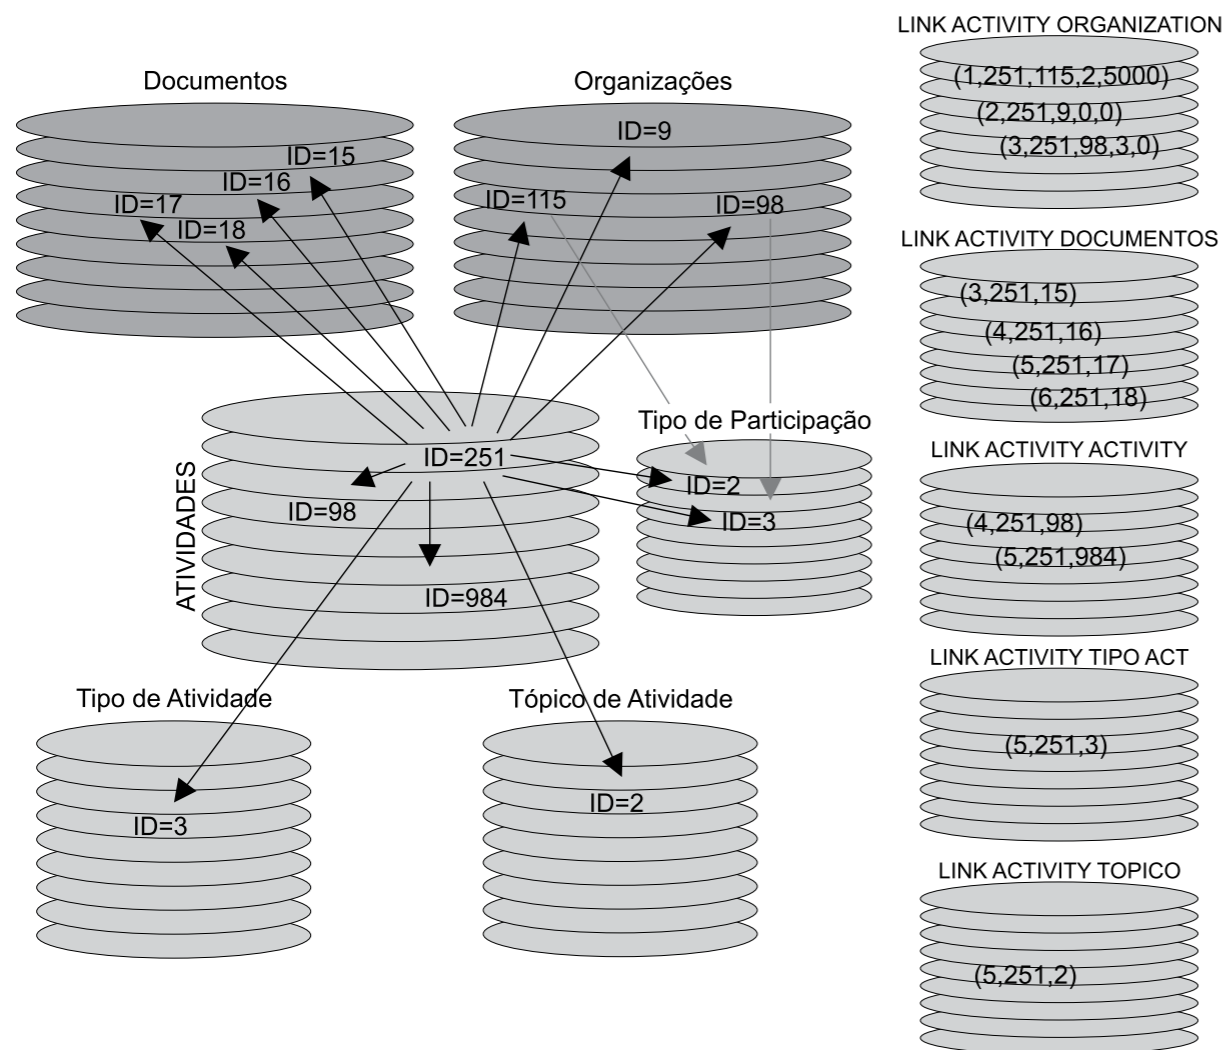 Documentos
ID=15
ID=16
ID=17
ID=18
Organizações
ID=9
ID=115
ID=98
ATIVIDADES
ID=251
ID=98
ID=984
Tipo de Participação
ID=2
ID=3
Tipo de Atividade
ID=3
Tópico de Atividade
ID=2
LINK ACTIVITY ORGANIZATION
(1,251,115,2,5000)
(2,251,9,0,0)
(3,251,98,3,0)
LINK ACTIVITY DOCUMENTOS
(3,251,15)
(4,251,16)
(5,251,17)
(6,251,18)
LINK ACTIVITY ACTIVITY
(4,251,98)
(5,251,984)
LINK ACTIVITY TIPO ACT
(5,251,3)
LINK ACTIVITY TOPICO
(5,251,2)